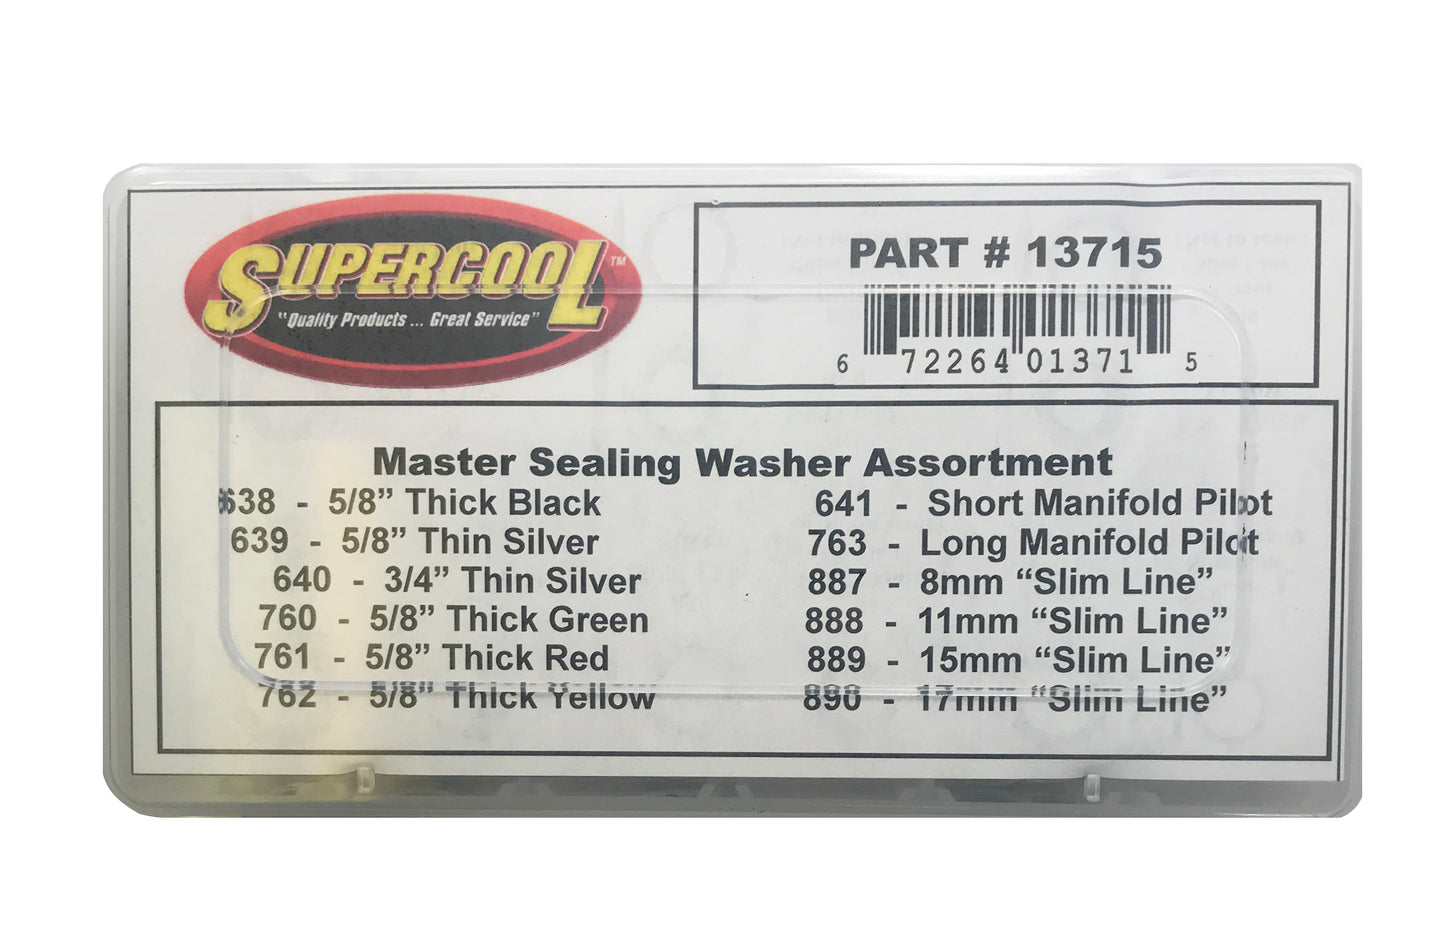 SUPERCOOL™
"Quality Products ... Great Service"
PART # 13715
6 72264 01371 5
Master Sealing Washer Assortment
638 - 5/8” Thick Black
639 - 5/8” Thin Silver
640 - 3/4” Thin Silver
760 - 5/8” Thick Green
761 - 5/8” Thick Red
762 - 5/8” Thick Yellow
641 - Short Manifold Pilot
763 - Long Manifold Pilot
887 - 8mm “Slim Line”
888 - 11mm “Slim Line”
889 - 15mm “Slim Line”
890 - 17mm “Slim Line”